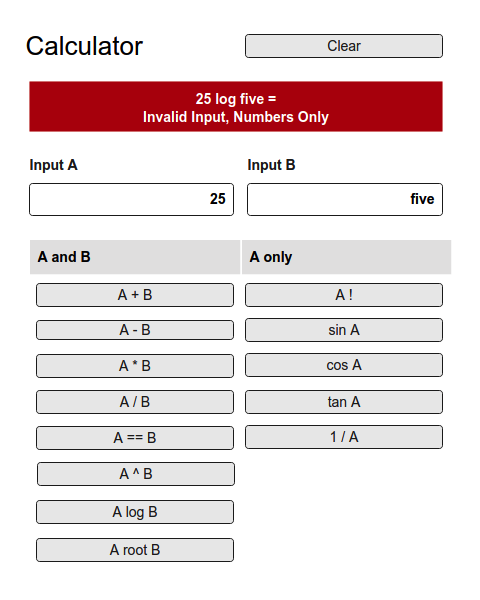 Calculator
Clear
25 log five =
Invalid Input, Numbers Only
Input A
Input B
25
five
A and B
A only
A + B
A !
A - B
sin A
A * B
cos A
A / B
tan A
A == B
1 / A
A ^ B
A log B
A root B